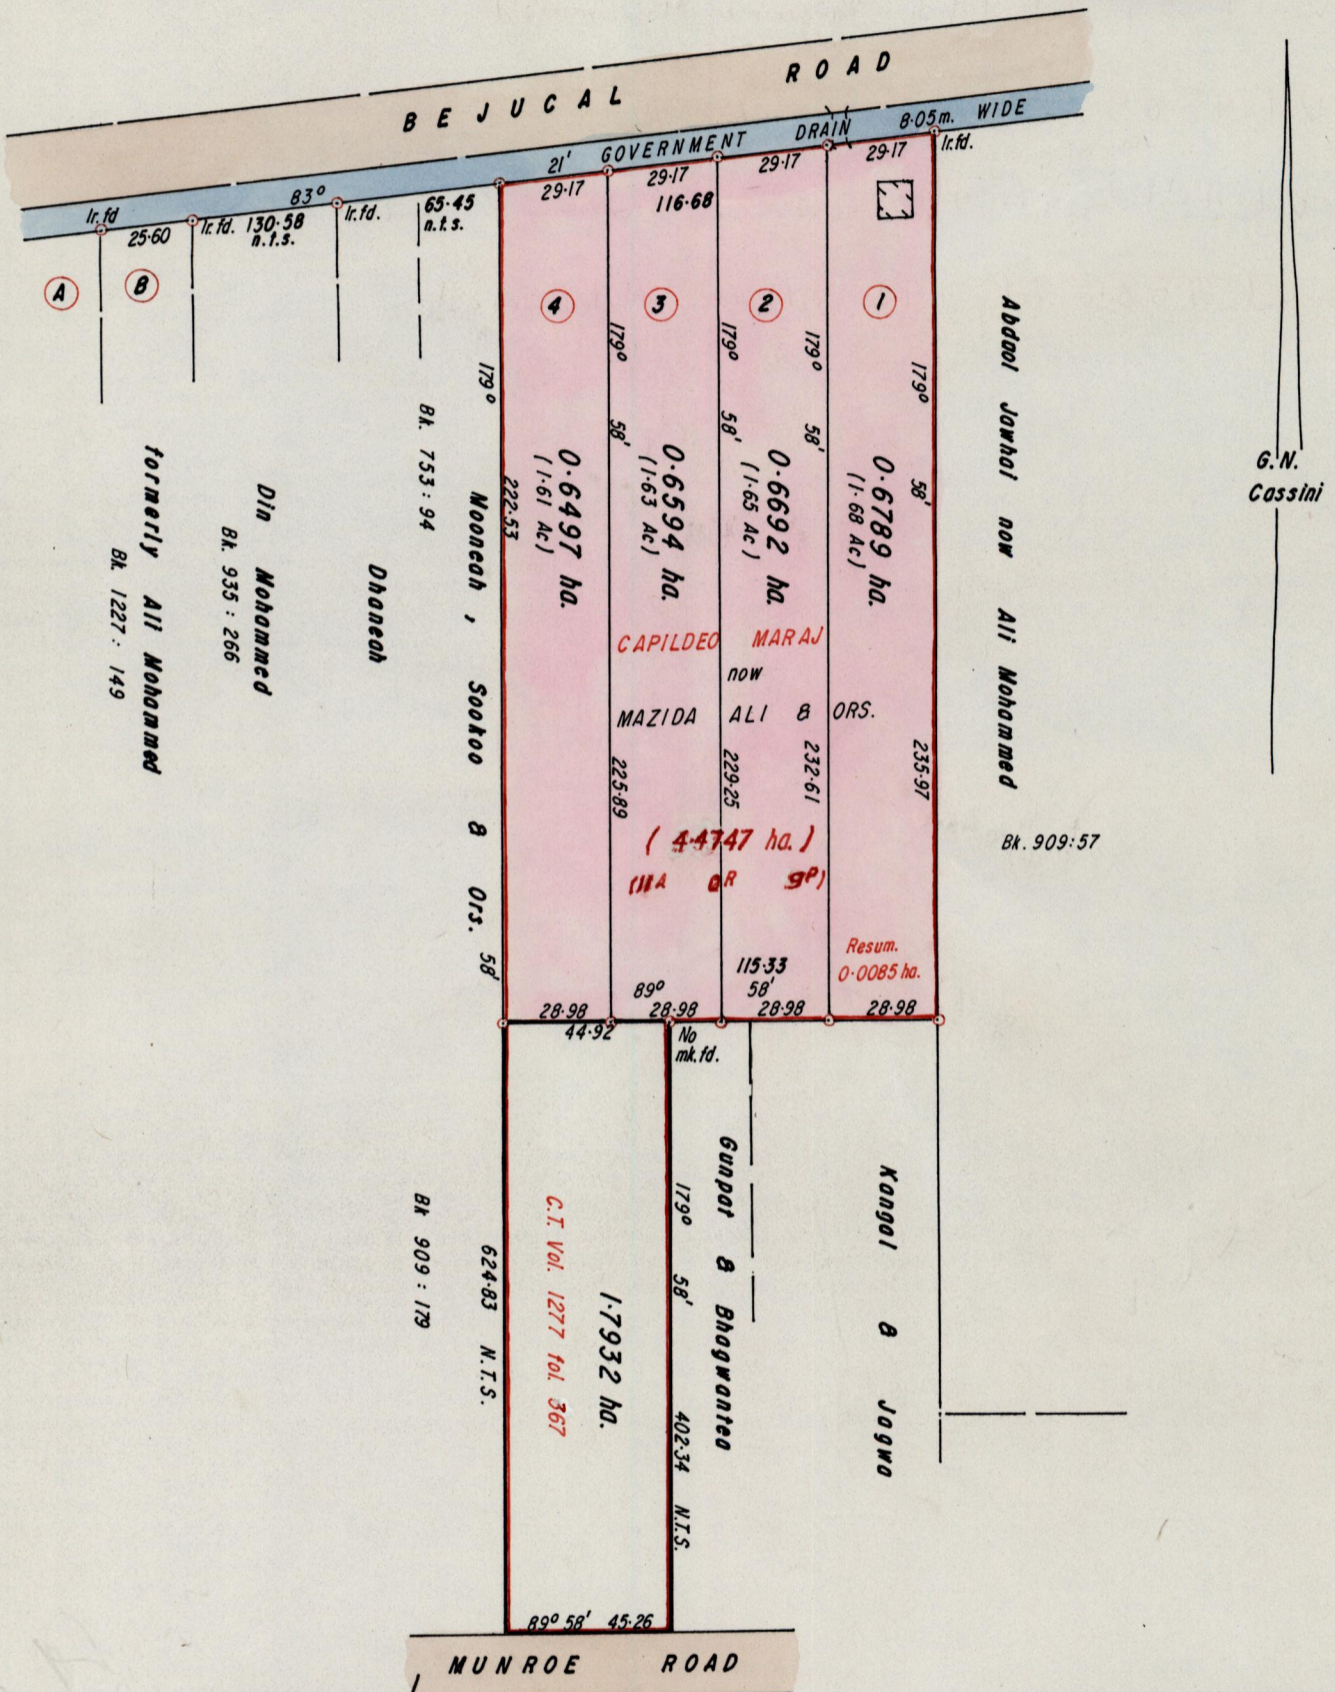 BEJUCAL ROAD
21' GOVERNMENT DRAIN 8·05m. WIDE
83°
Ir. fd
25·60
Ir. fd.
130·58
n.t.s.
Ir. fd.
65·45
n.t.s.
29·17
29·17
29·17
29·17
Ir. fd.
116·68
A
B
4
3
2
1
179° 58'
222·53
179° 58'
225·89
179° 58'
229·25
179° 58'
232·61
179° 58'
235·97
0·6497 ha.
(1·61 Ac)
0·6594 ha.
(1·63 Ac)
0·6692 ha.
(1·65 Ac)
0·6789 ha.
(1·68 Ac)
CAPILDEO MARAJ
now
MAZIDA ALI & ORS.
(4·4747 ha.)
(11A 0R 9P)
Resum.
0·0085 ha.
115·33
89° 58'
28·98
28·98
28·98
28·98
44·92
No
mk. fd.
formerly Ali Mohammed
Bk. 1227: 149
Din Mohammed
Bk. 935: 266
Dhaneah
Bk. 753: 94
Nooneah, Sookoo & Ors.
Abdool Jawhal now Ali Mohammed
Bk. 909:57
G.N.
Cassini
Bk 909: 179
624·83 N.T.S.
C.T. Vol. 1277 fol. 367
1·7932 ha.
179° 58' 402·34 N.T.S.
Gunpat & Bhagwantea
Kangal & Jagwa
89° 58' 45·26
MUNROE ROAD